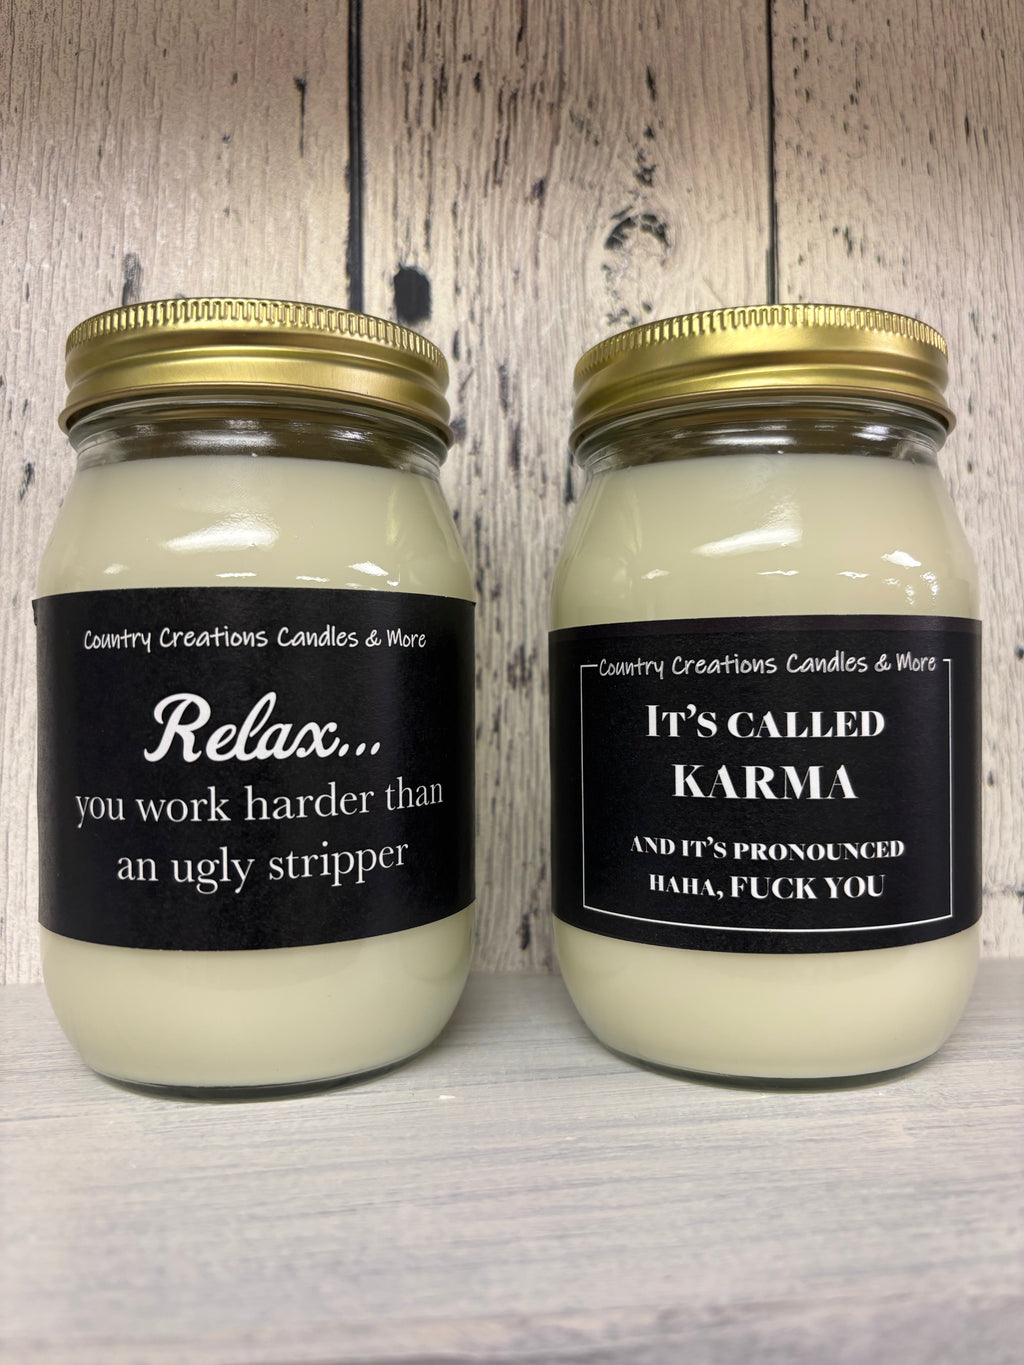 Country Creations Candles & More
Relax...
you work harder than
an ugly stripper
Country Creations Candles & More
IT'S CALLED
KARMA
AND IT'S PRONOUNCED
HAHA, FUCK YOU